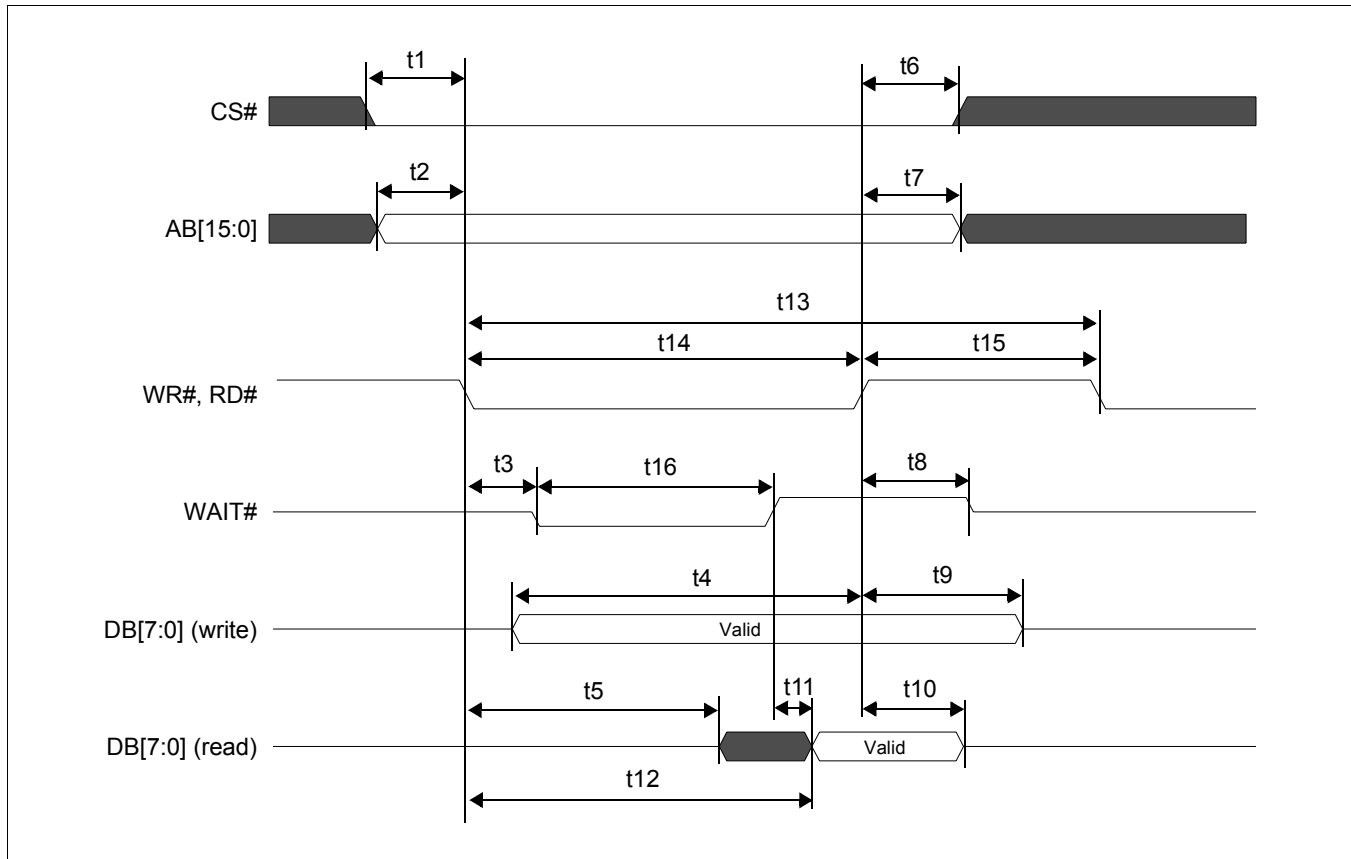 t1
t6
CS#
t2
t7
AB[15:0]
t13
t14
t15
WR#, RD#
t3
t16
t8
WAIT#
t4
t9
DB[7:0] (write)
Valid
t5
t11
t10
DB[7:0] (read)
Valid
t12